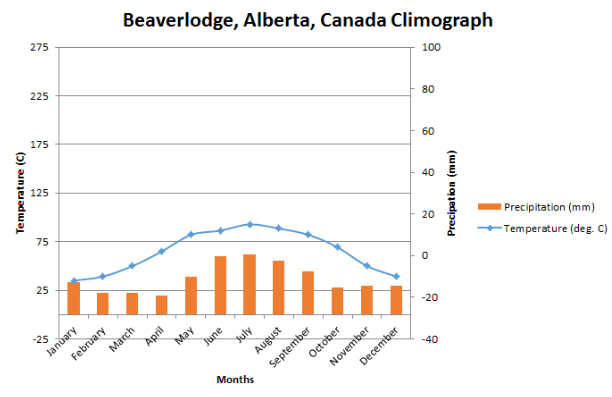 Beaverlodge, Alberta, Canada Climograph
275
225
175
125
75
25
-25
Temperature (C)
100
80
60
40
20
0
-20
-40
Precipation (mm)
Precipitation (mm)
Temperature (deg. C)
January
February
March
April
May
June
July
August
September
October
November
December
Months